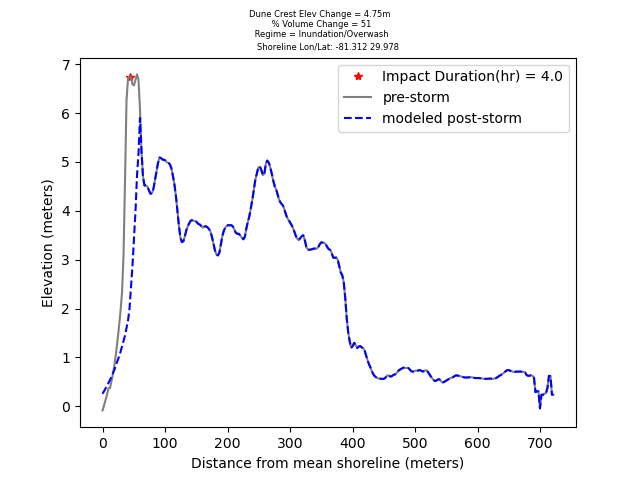 Dune Crest Elev Change = 4.75m
% Volume Change = 51
Regime = Inundation/Overwash
Shoreline Lon/Lat: -81.312 29.978
Impact Duration(hr) = 4.0
pre-storm
modeled post-storm
7
6
5
4
3
2
1
0
Elevation (meters)
0 100 200 300 400 500 600 700
Distance from mean shoreline (meters)